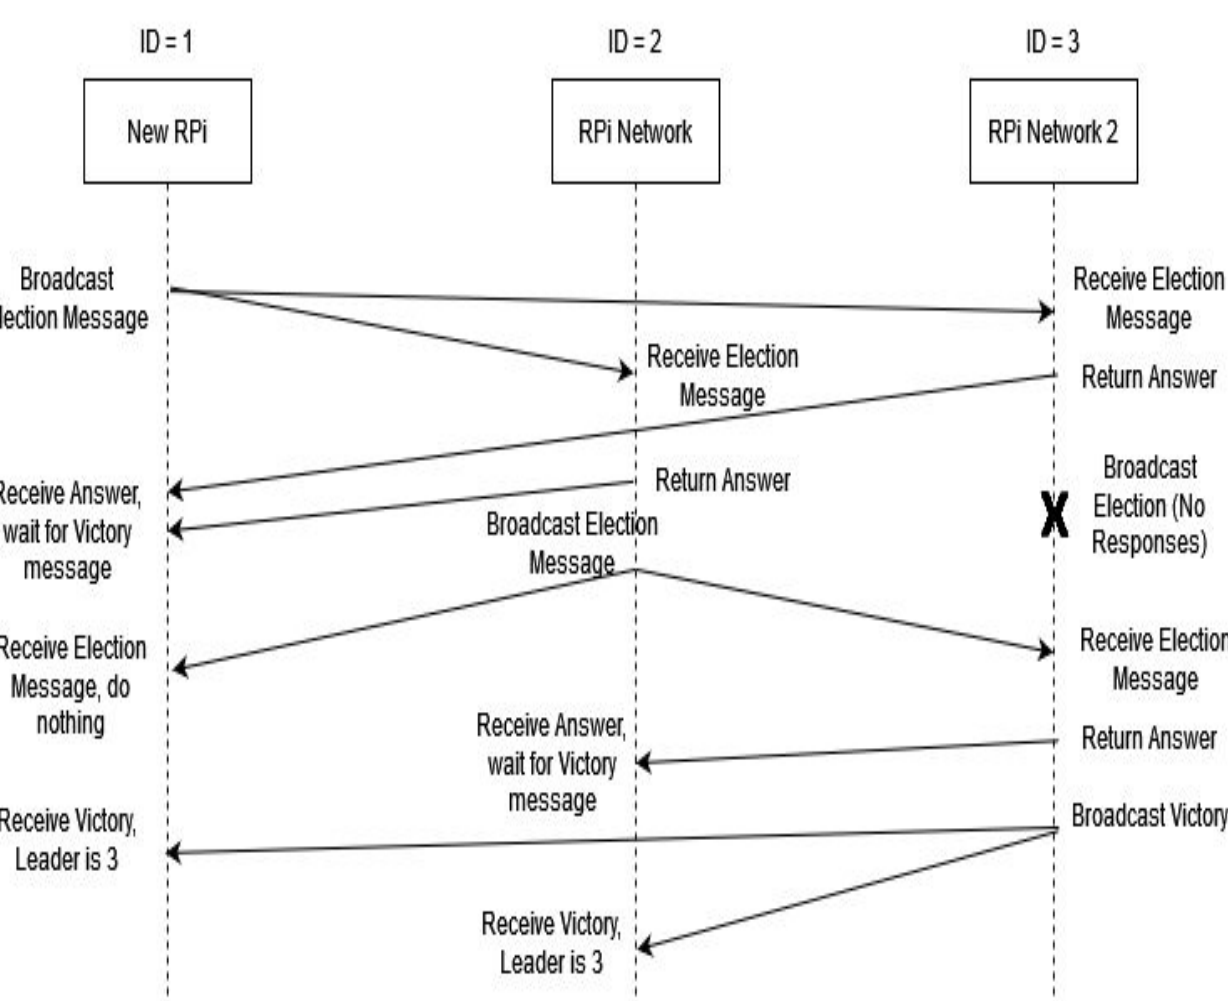 ID = 1
ID = 2
ID = 3
New RPi
RPi Network
RPi Network 2
Broadcast
lection Message
Receive Election
Message
Receive Election
Message
Return Answer
Receive Answer,
wait for Victory
message
Return Answer
Broadcast
Election (No
Responses)
X
Broadcast Election
Message
Receive Election
Message, do
nothing
Receive Election
Message
Receive Answer,
wait for Victory
message
Return Answer
Receive Victory,
Leader is 3
Broadcast Victory
Receive Victory,
Leader is 3